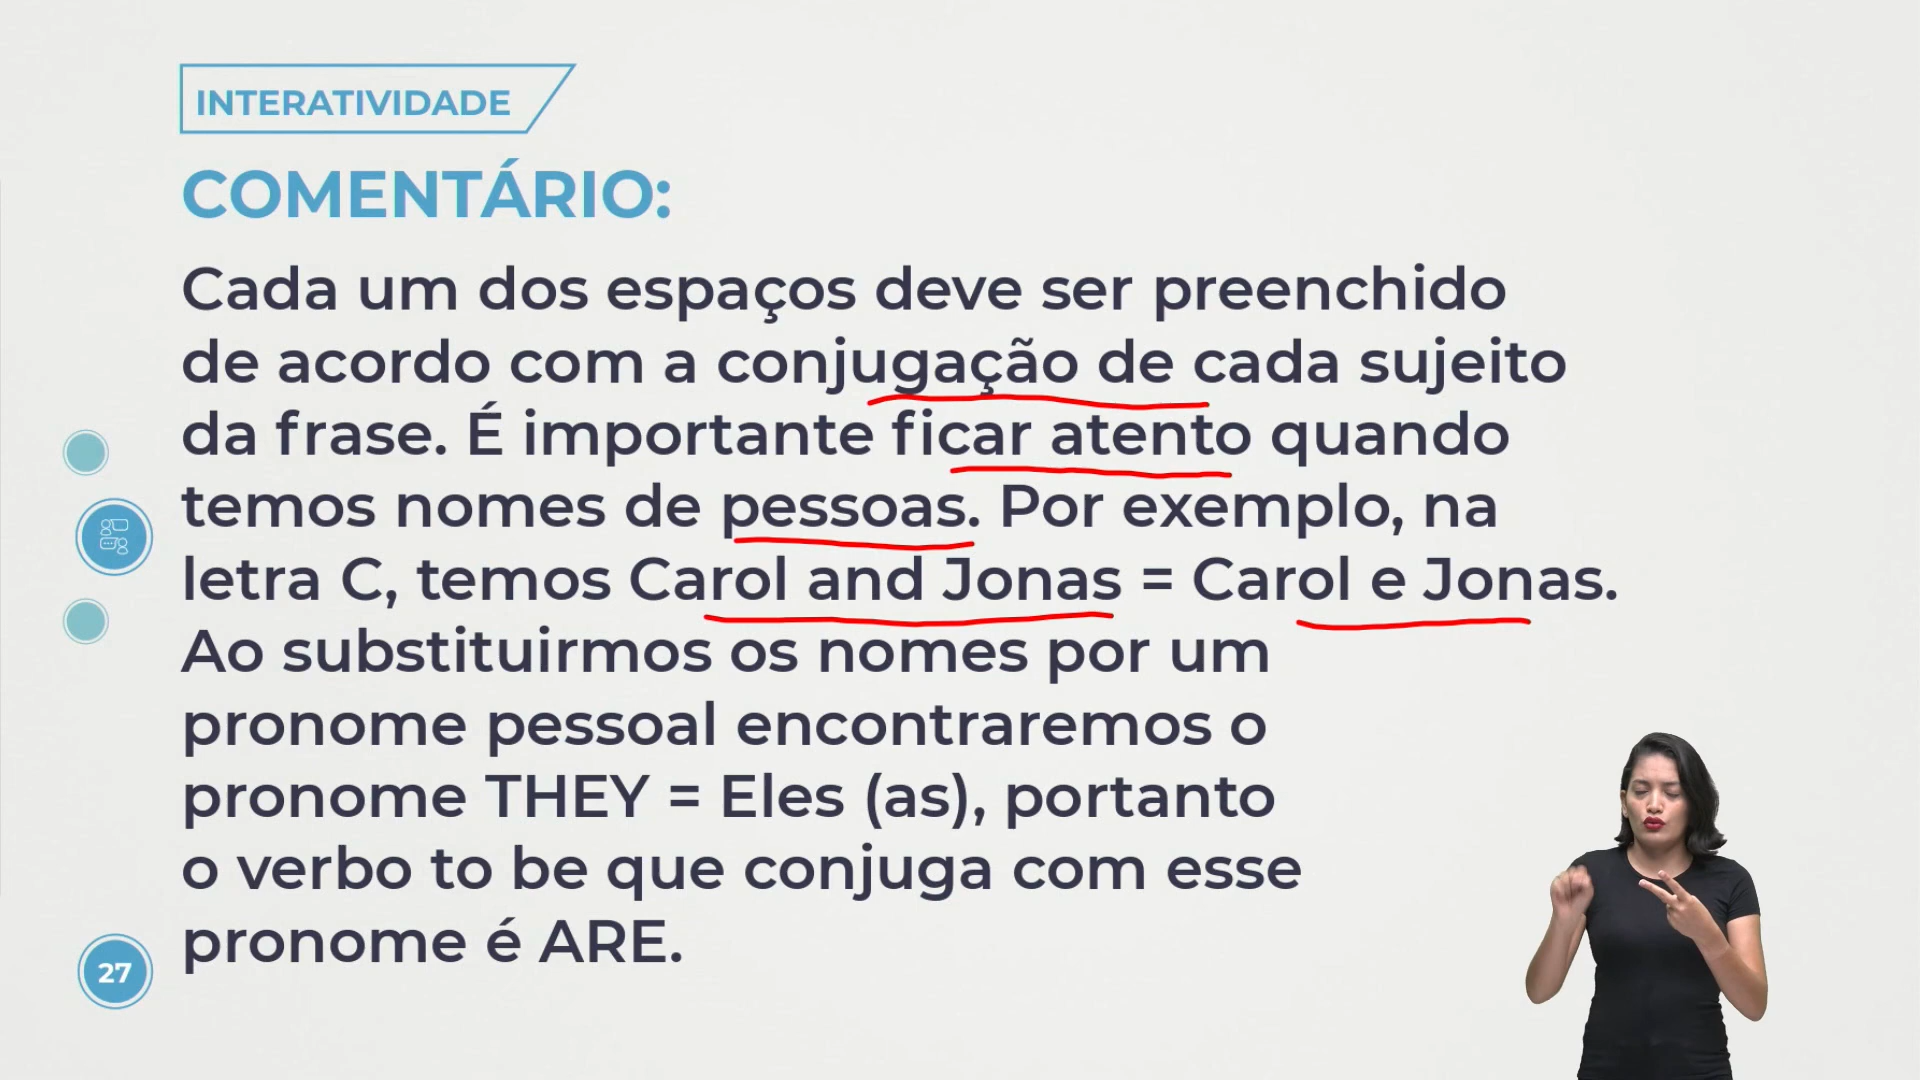 INTERATIVIDADE
COMENTÁRIO:
Cada um dos espaços deve ser preenchido
de acordo com a conjugação de cada sujeito
da frase. É importante ficar atento quando
temos nomes de pessoas. Por exemplo, na
letra C, temos Carol and Jonas = Carol e Jonas.
Ao substituirmos os nomes por um
pronome pessoal encontraremos o
pronome THEY = Eles (as), portanto
o verbo to be que conjuga com esse
pronome é ARE.
27